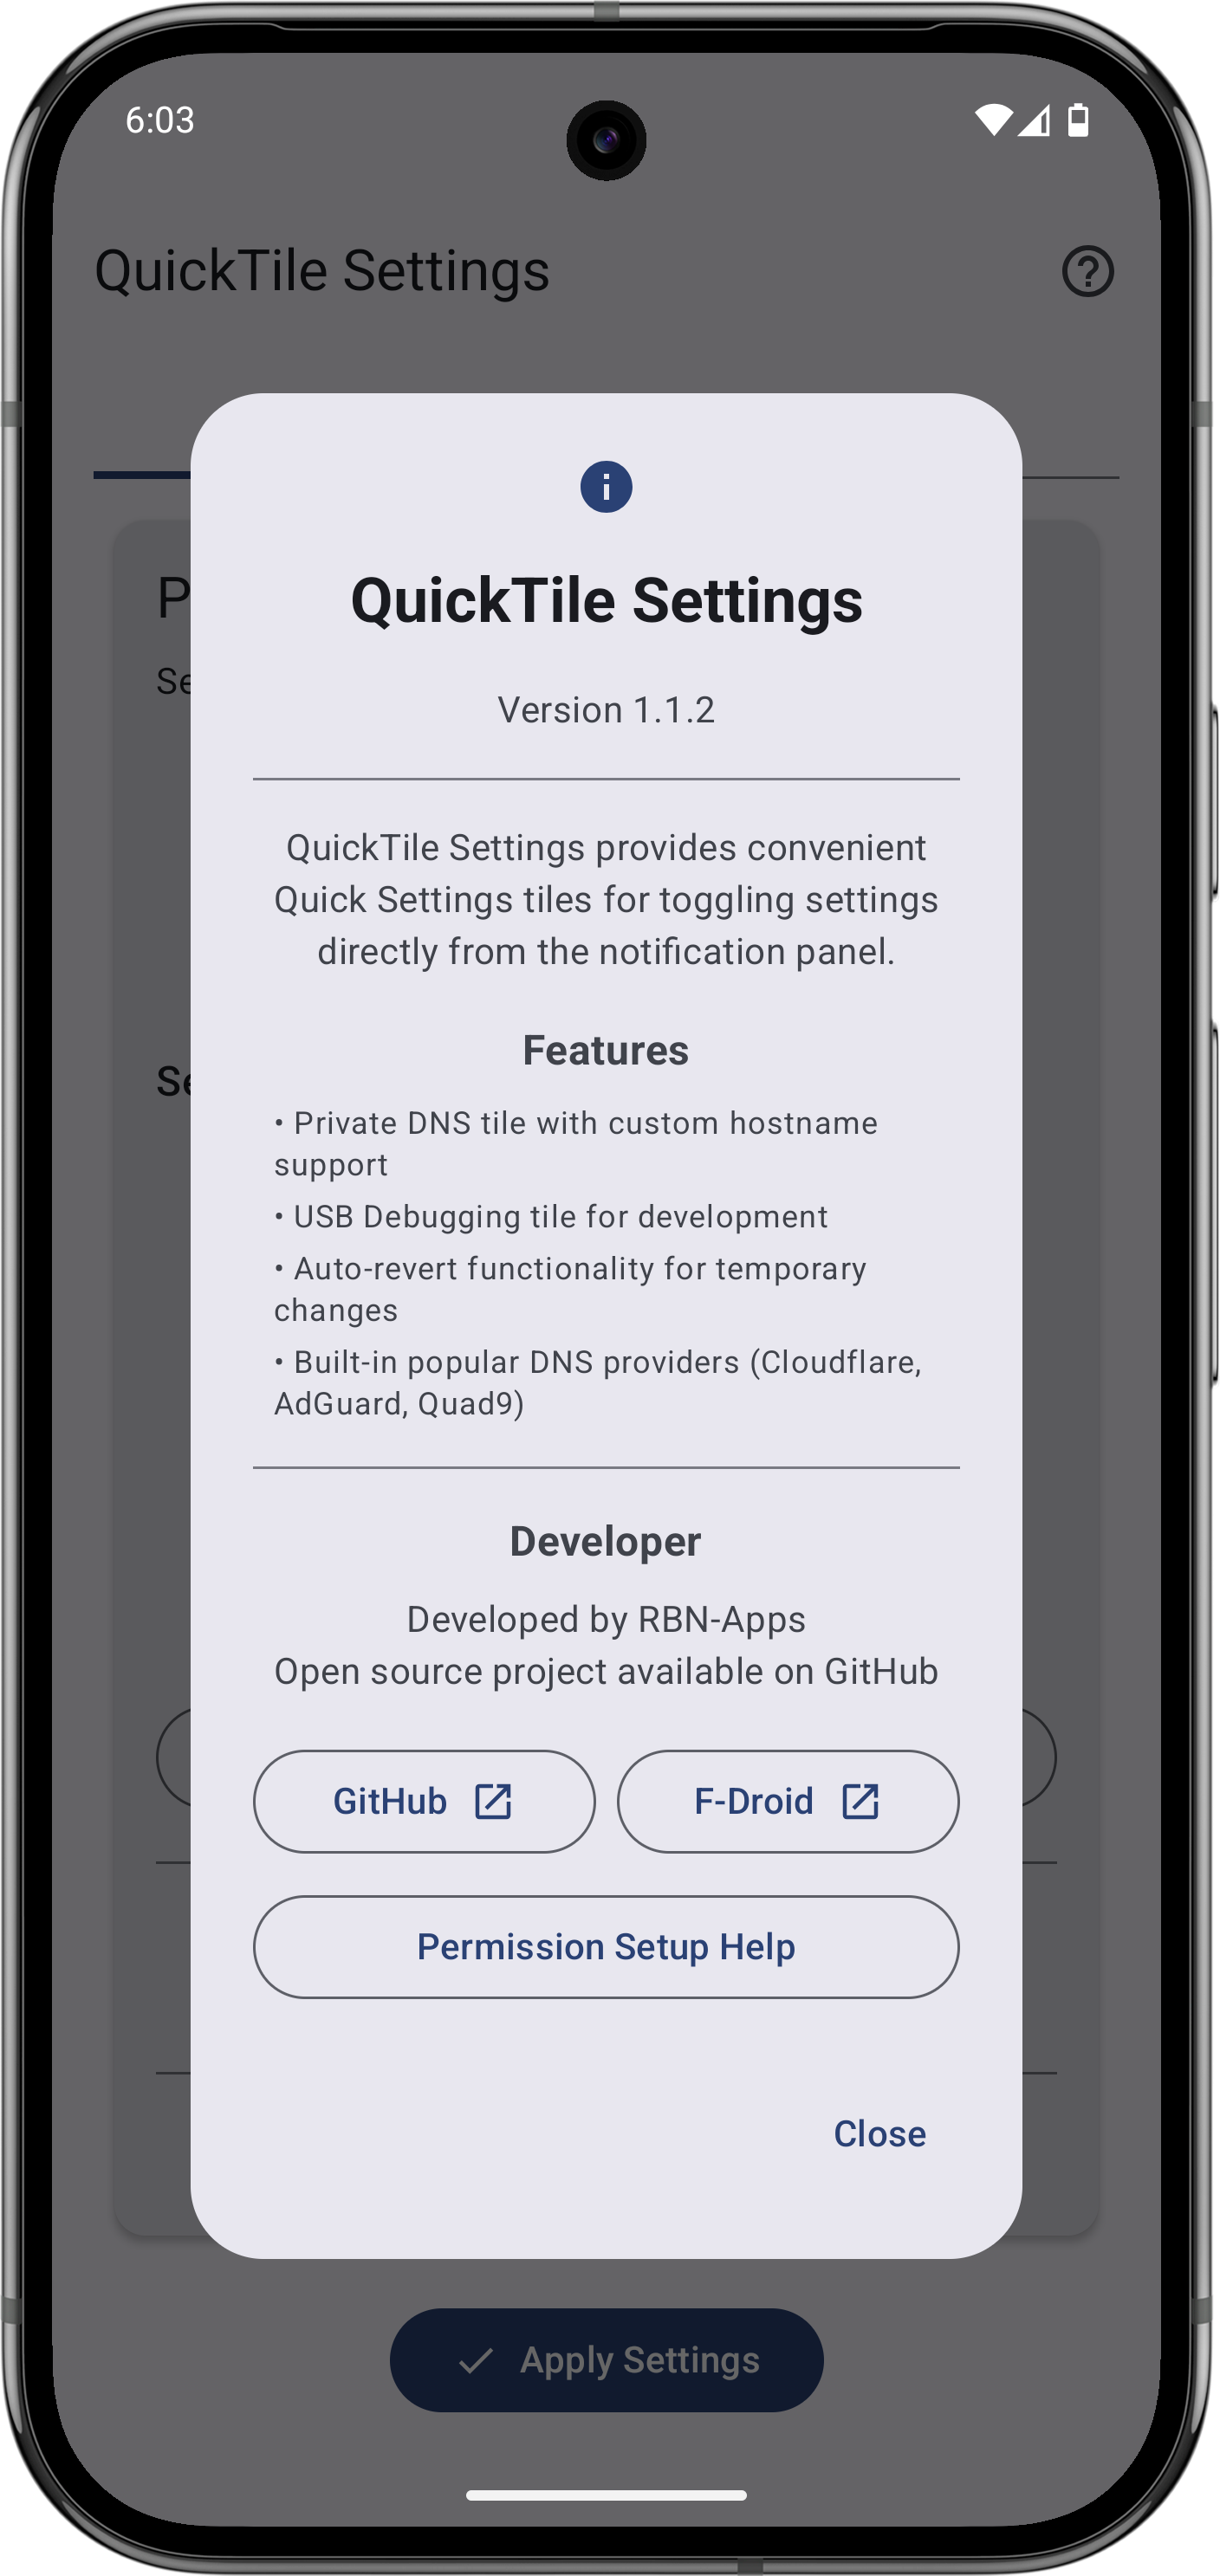 6:03
QuickTile Settings
P
Se
Se
QuickTile Settings
Version 1.1.2
QuickTile Settings provides convenient
Quick Settings tiles for toggling settings
directly from the notification panel.
Features
• Private DNS tile with custom hostname
support
• USB Debugging tile for development
• Auto-revert functionality for temporary
changes
• Built-in popular DNS providers (Cloudflare,
AdGuard, Quad9)
Developer
Developed by RBN-Apps
Open source project available on GitHub
GitHub
F-Droid
Permission Setup Help
Close
Apply Settings